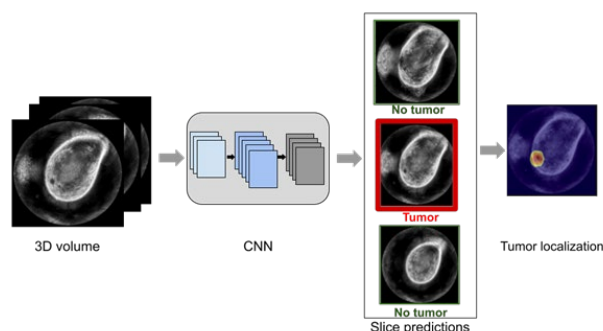 No tumor
Tumor
No tumor
3D volume
CNN
Slice predictions
Tumor localization